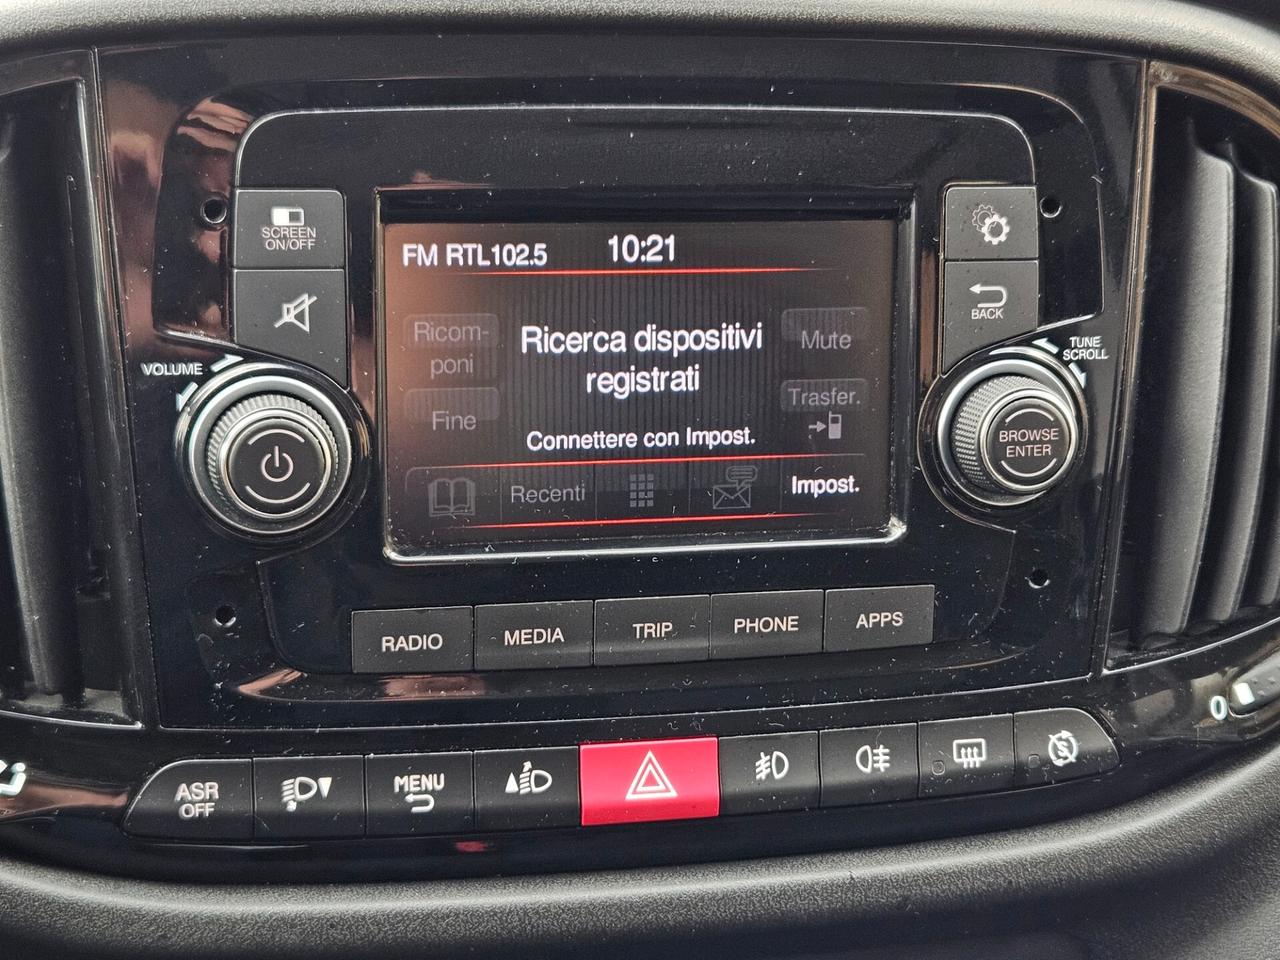 SCREEN
ON/OFF
FM RTL102.5
10:21
Ricom-
poni
Ricerca dispositivi
registrati
Mute
Fine
Trasfer.
Connettere con Impost.
Recenti
Impost.
BACK
VOLUME
TUNE
SCROLL
BROWSE
ENTER
RADIO
MEDIA
TRIP
PHONE
APPS
ASR
OFF
MENU
0